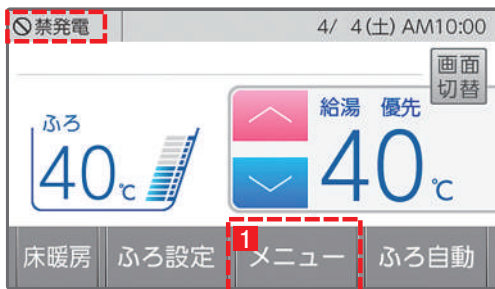 禁発電 4/ 4(土) AM10:00
画面
切替
ふろ
40℃
給湯 優先
40℃
床暖房 ふろ設定 1 メニュー ふろ自動